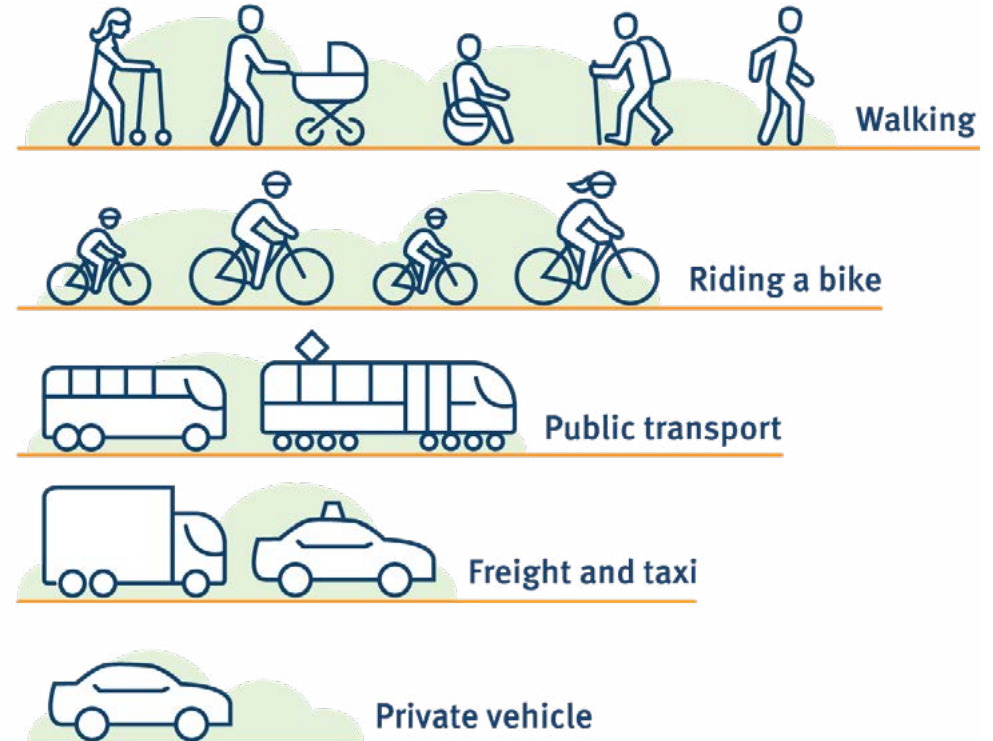 Walking
Riding a bike
Public transport
Freight and taxi
Private vehicle